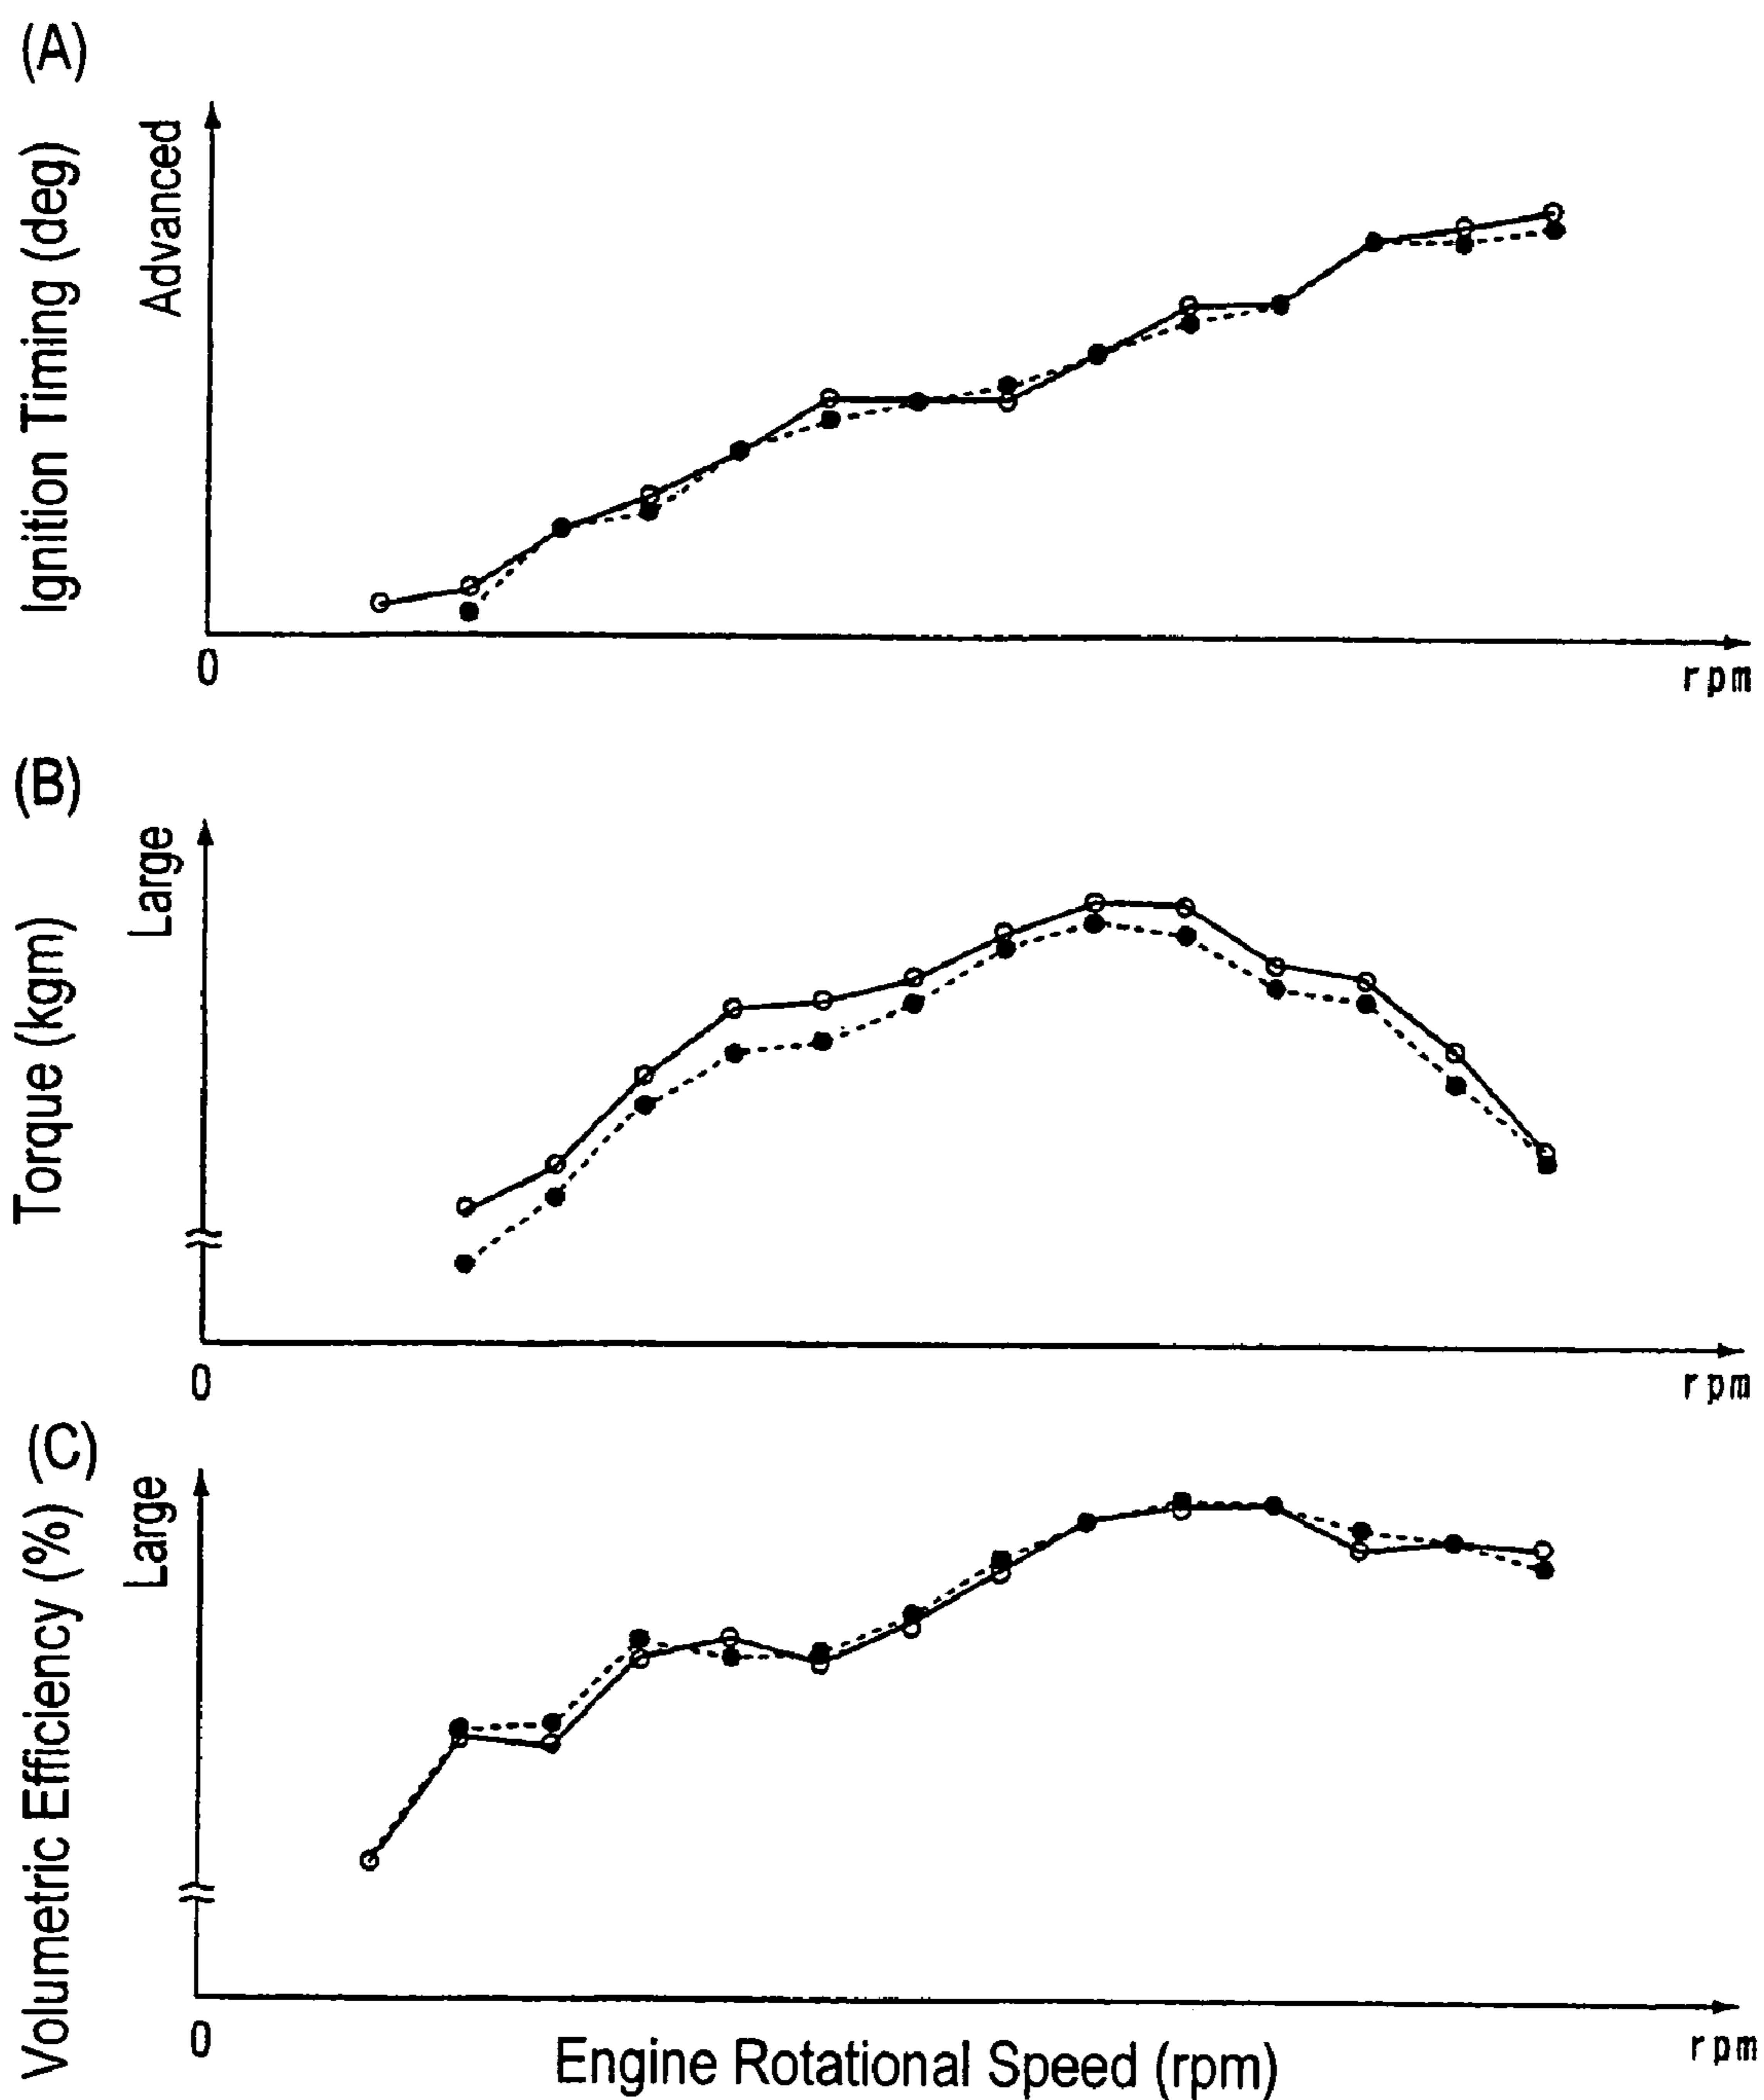 (A)
Ignition Timing (deg)
Advanced
0
rpm
(B)
Torque (kgm)
Large
0
rpm
(C)
Volumetric Efficiency (%)
Large
0
rpm
Engine Rotational Speed (rpm)